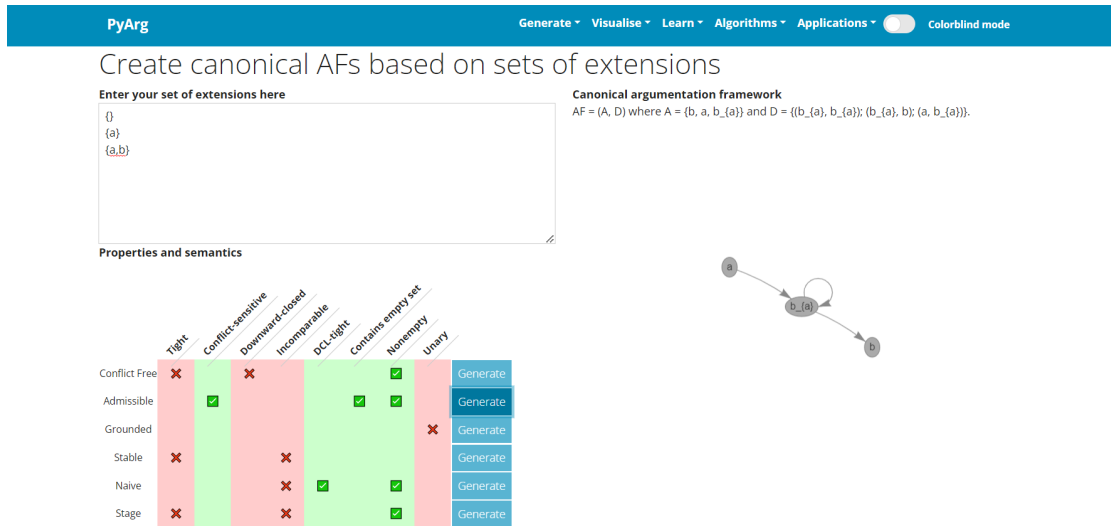 PyArg
Generate Visualise Learn Algorithms Applications Colorblind mode
Create canonical AFs based on sets of extensions
Enter your set of extensions here
{}
{a}
{a,b}
Canonical argumentation framework
AF = (A, D) where A = {b, a, b_{a}} and D = {(b_{a}, b_{a}); (b_{a}, b); (a, b_{a})}.
Properties and semantics
Tight
Conflict-sensitive
Downward-closed
Incomparable
DCL-tight
Contains empty set
Nonempty
Unary
Conflict Free Generate
Admissible Generate
Grounded Generate
Stable Generate
Naive Generate
Stage Generate
a
b_{a}
b